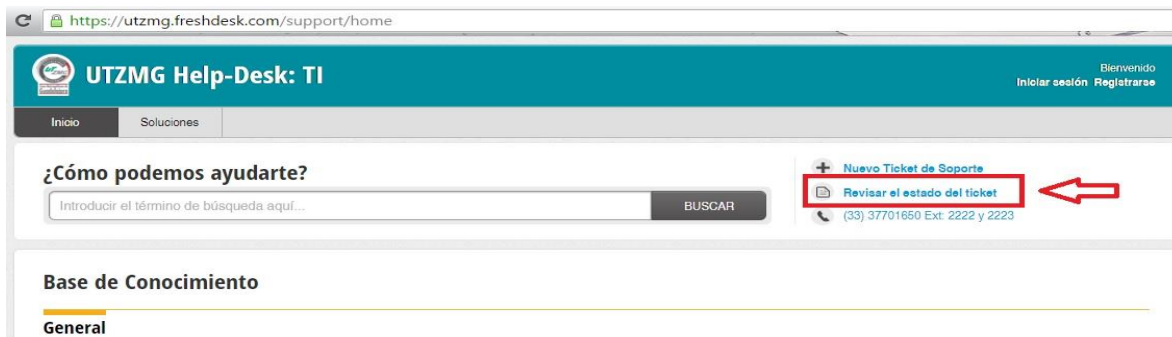 https://utzmg.freshdesk.com/support/home
UTZMG Help-Desk: TI
Bienvenido
Iniciar sesión Registrarse
Inicio Soluciones
¿Cómo podemos ayudarte?
Introducir el término de búsqueda aquí... BUSCAR
Nuevo Ticket de Soporte
Revisar el estado del ticket
(33) 37701650 Ext: 2222 y 2223
Base de Conocimiento
General